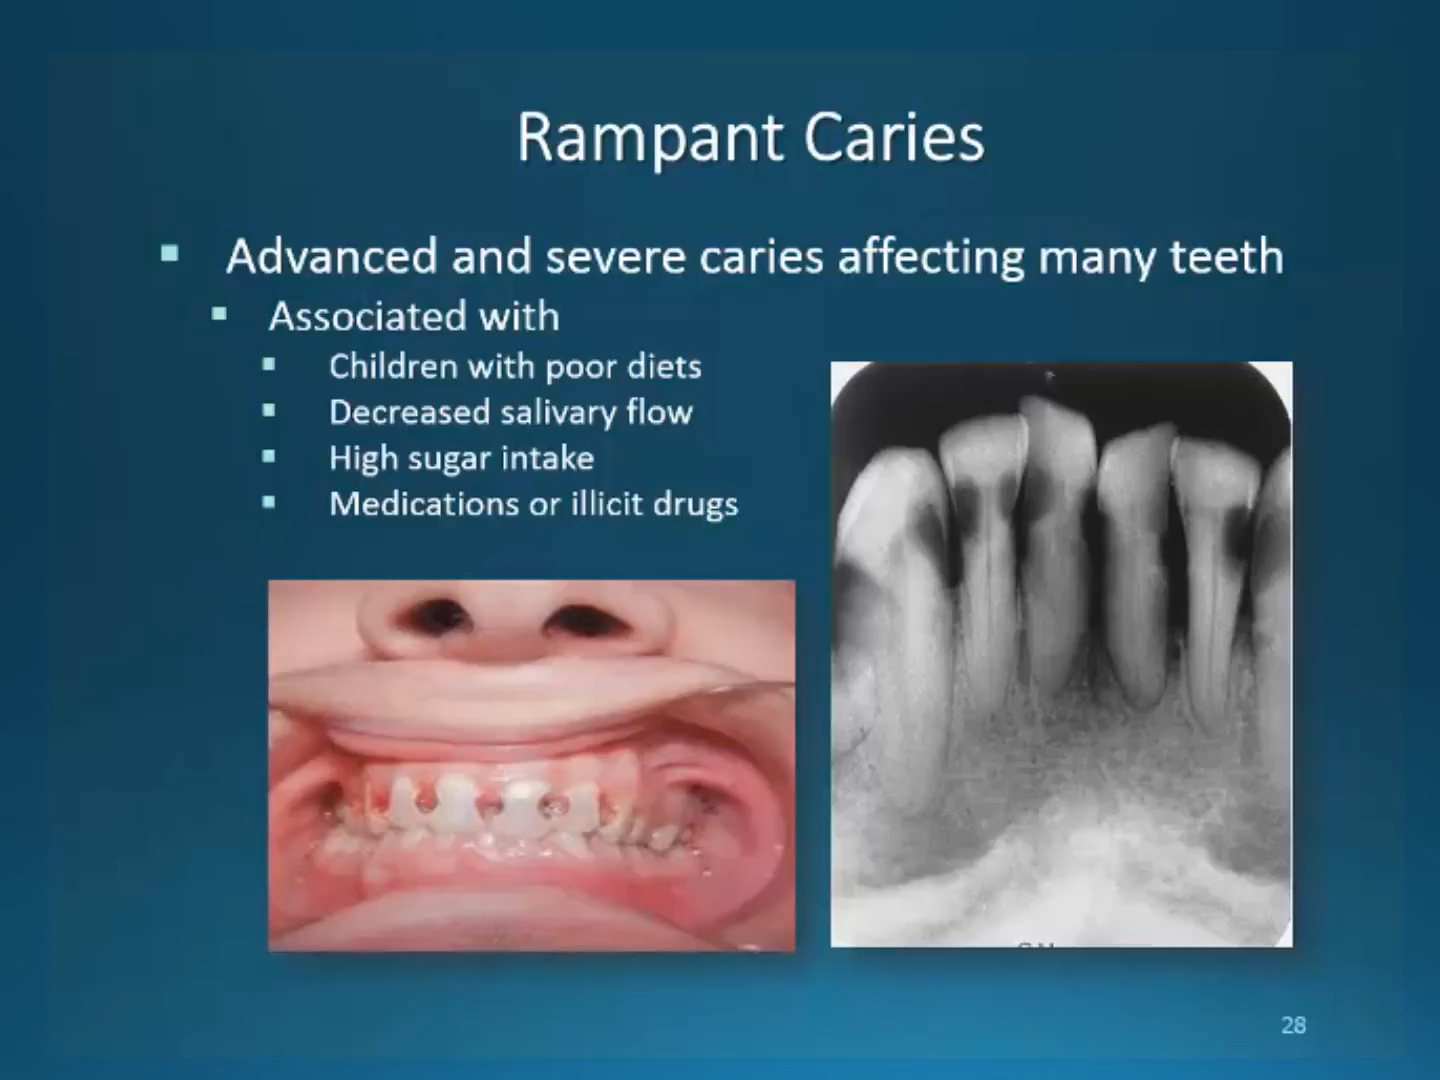 Rampant Caries
Advanced and severe caries affecting many teeth
Associated with
Children with poor diets
Decreased salivary flow
High sugar intake
Medications or illicit drugs
28